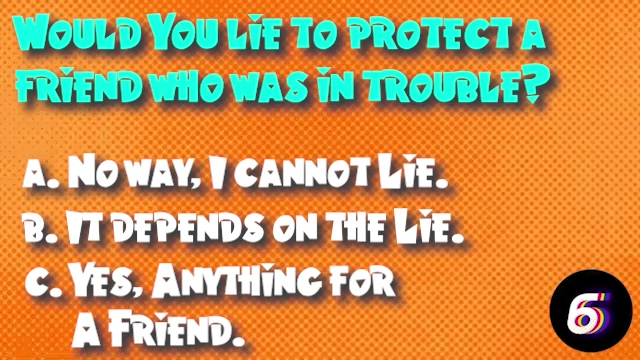 Would You lie to protect a
friend who was in trouble?
A. No way, I cannot Lie.
B. It depends on the Lie.
C. Yes, Anything for
A Friend.
6